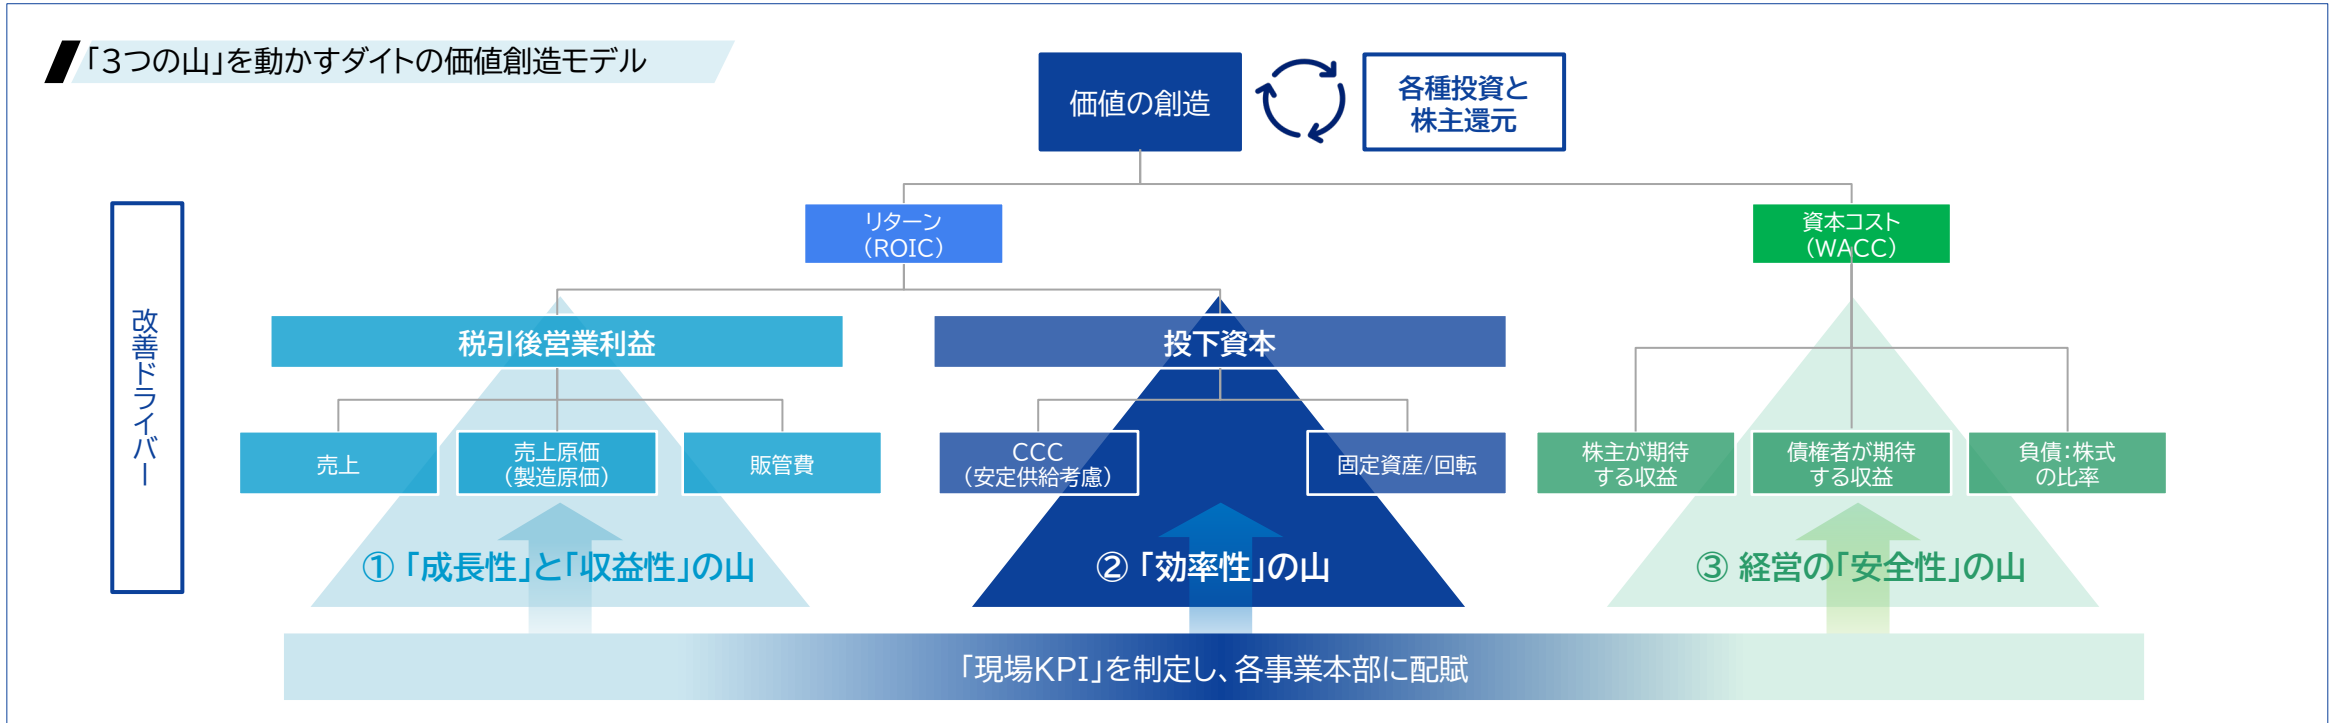 「3つの山」を動かすダイトの価値創造モデル
価値の創造
各種投資と
株主還元
リターン
(ROIC)
資本コスト
(WACC)
改善ドライバー
税引後営業利益
投下資本
売上
売上原価
(製造原価)
販管費
CCC
(安定供給考慮)
固定資産/回転
株主が期待
する収益
債権者が期待
する収益
負債:株式
の比率
①「成長性」と「収益性」の山
②「効率性」の山
③ 経営の「安全性」の山
「現場KPI」を制定し、各事業本部に配賦